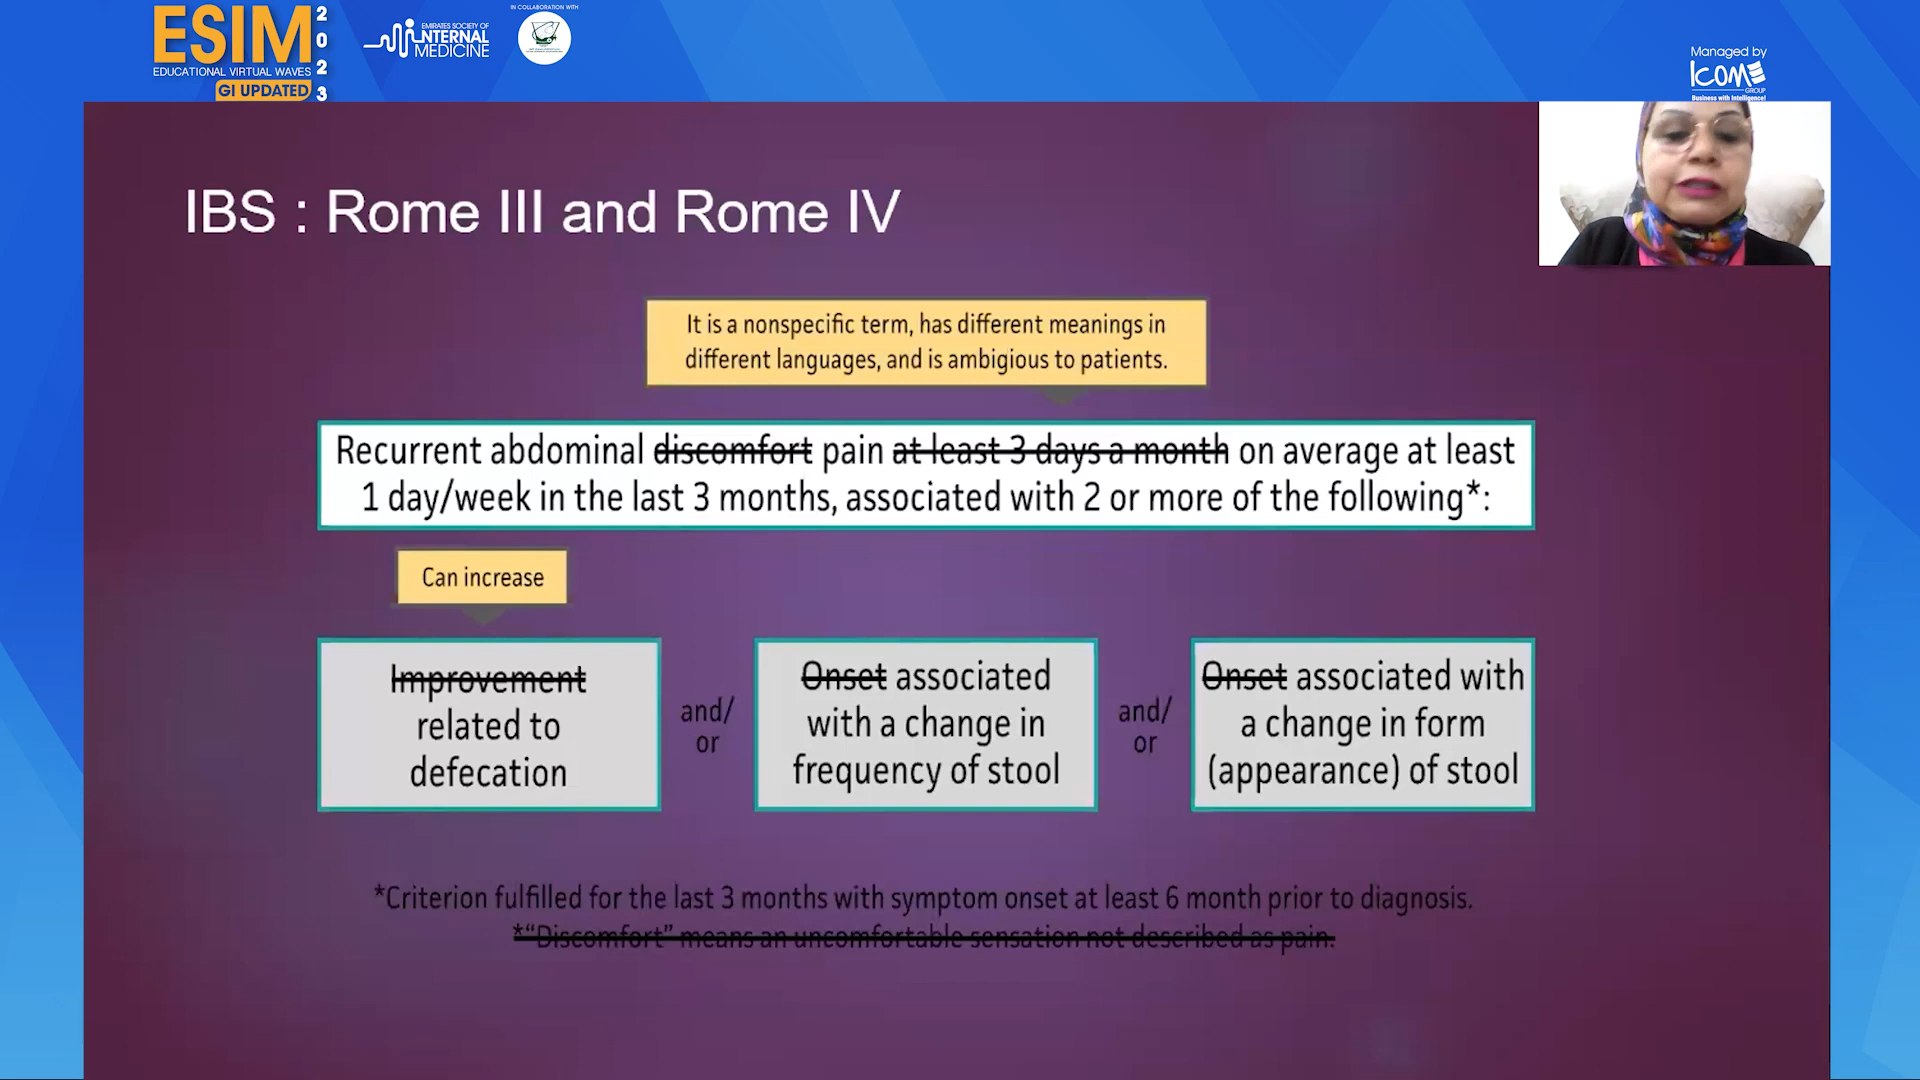 ESIM 2023
EDUCATIONAL VIRTUAL WAVES
GI UPDATED
EMIRATES SOCIETY OF
INTERNAL
MEDICINE
IN COLLABORATION WITH
Managed by
ICOME
GROUP
Business with Intelligence!
IBS : Rome III and Rome IV
It is a nonspecific term, has different meanings in
different languages, and is ambigious to patients.
Recurrent abdominal discomfort pain at least 3 days a month on average at least
1 day/week in the last 3 months, associated with 2 or more of the following*:
Can increase
Improvement
related to
defecation
and/
or
Onset associated
with a change in
frequency of stool
and/
or
Onset associated with
a change in form
(appearance) of stool
*Criterion fulfilled for the last 3 months with symptom onset at least 6 month prior to diagnosis.
*“Discomfort” means an uncomfortable sensation not described as pain.